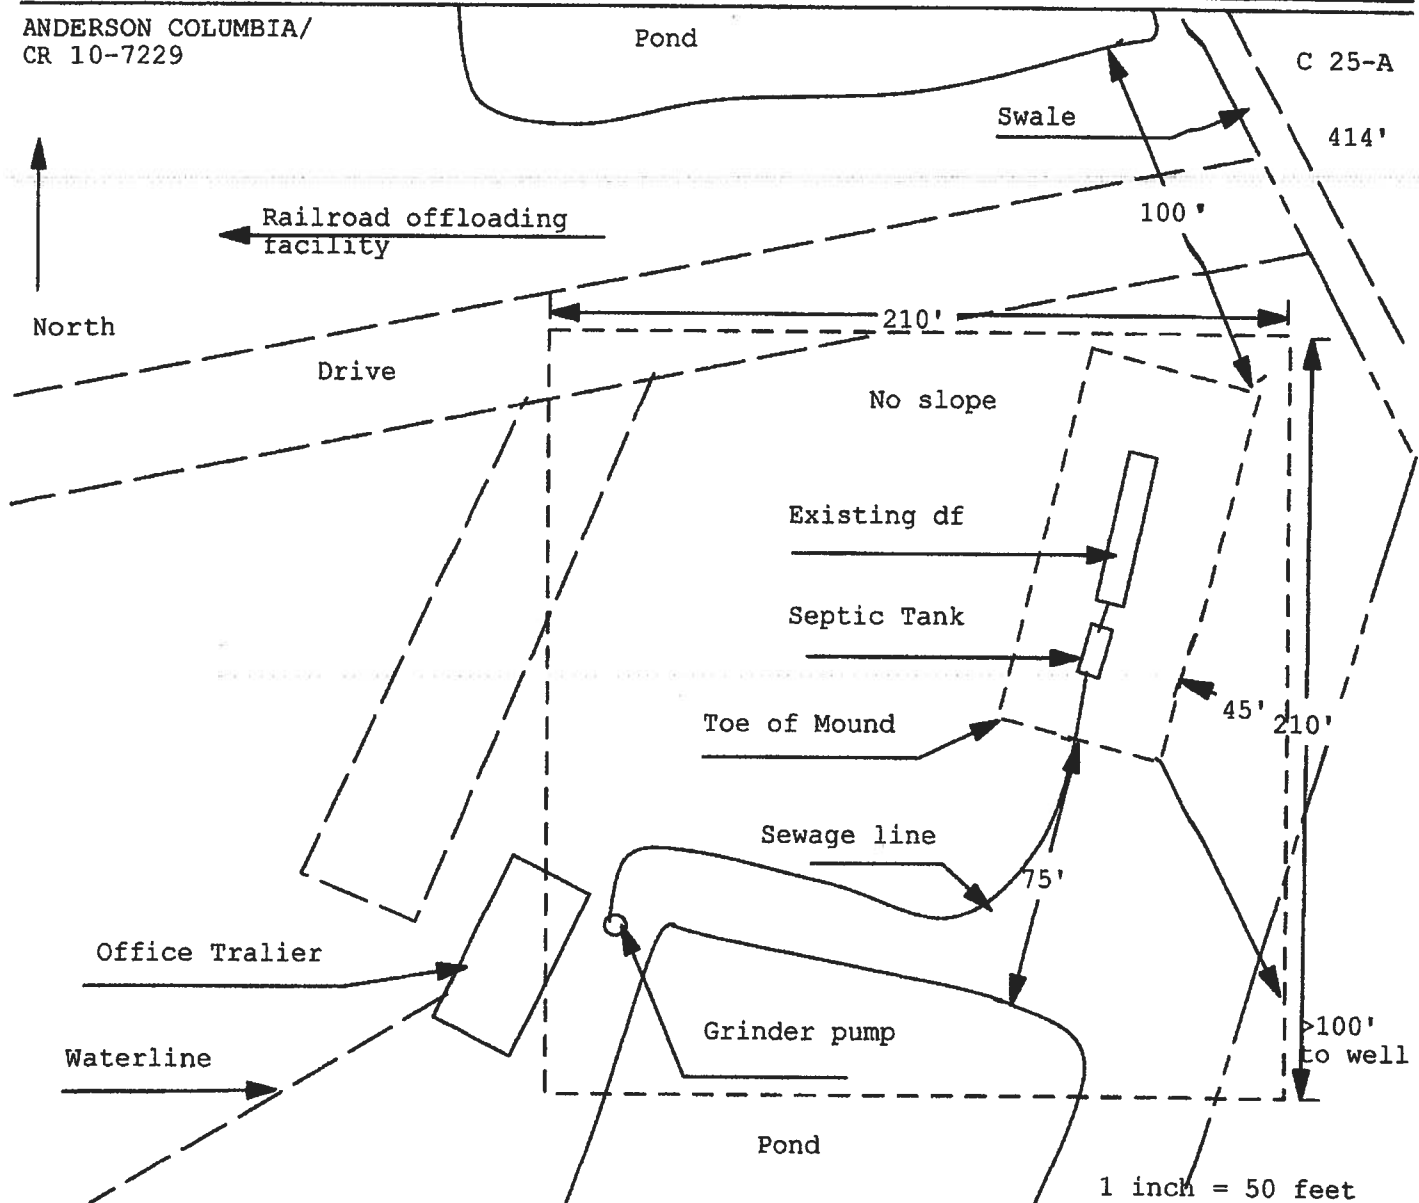 ANDERSON COLUMBIA/
CR 10-7229
Pond
C 25-A
Swale
414'
100'
Railroad offloading
facility
North
210'
Drive
No slope
Existing df
Septic Tank
45'
210'
Toe of Mound
Sewage line
75'
Office Tralier
Grinder pump
>100'
to well
Waterline
Pond
1 inch = 50 feet